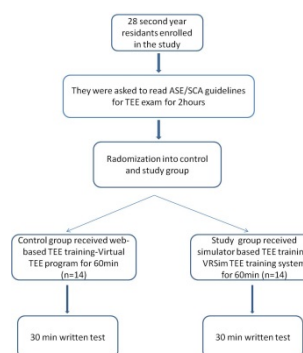 28 second year
residants enrolled
in the study
They were asked to read ASE/SCA guidelines
for TEE exam for 2hours
Radomization into control
and study group
Control group received web-
based TEE training-Virtual
TEE program for 60min
(n=14)
Study group received
simulator based TEE training
VRSim TEE training system
for 60min (n=14)
30 min written test
30 min written test